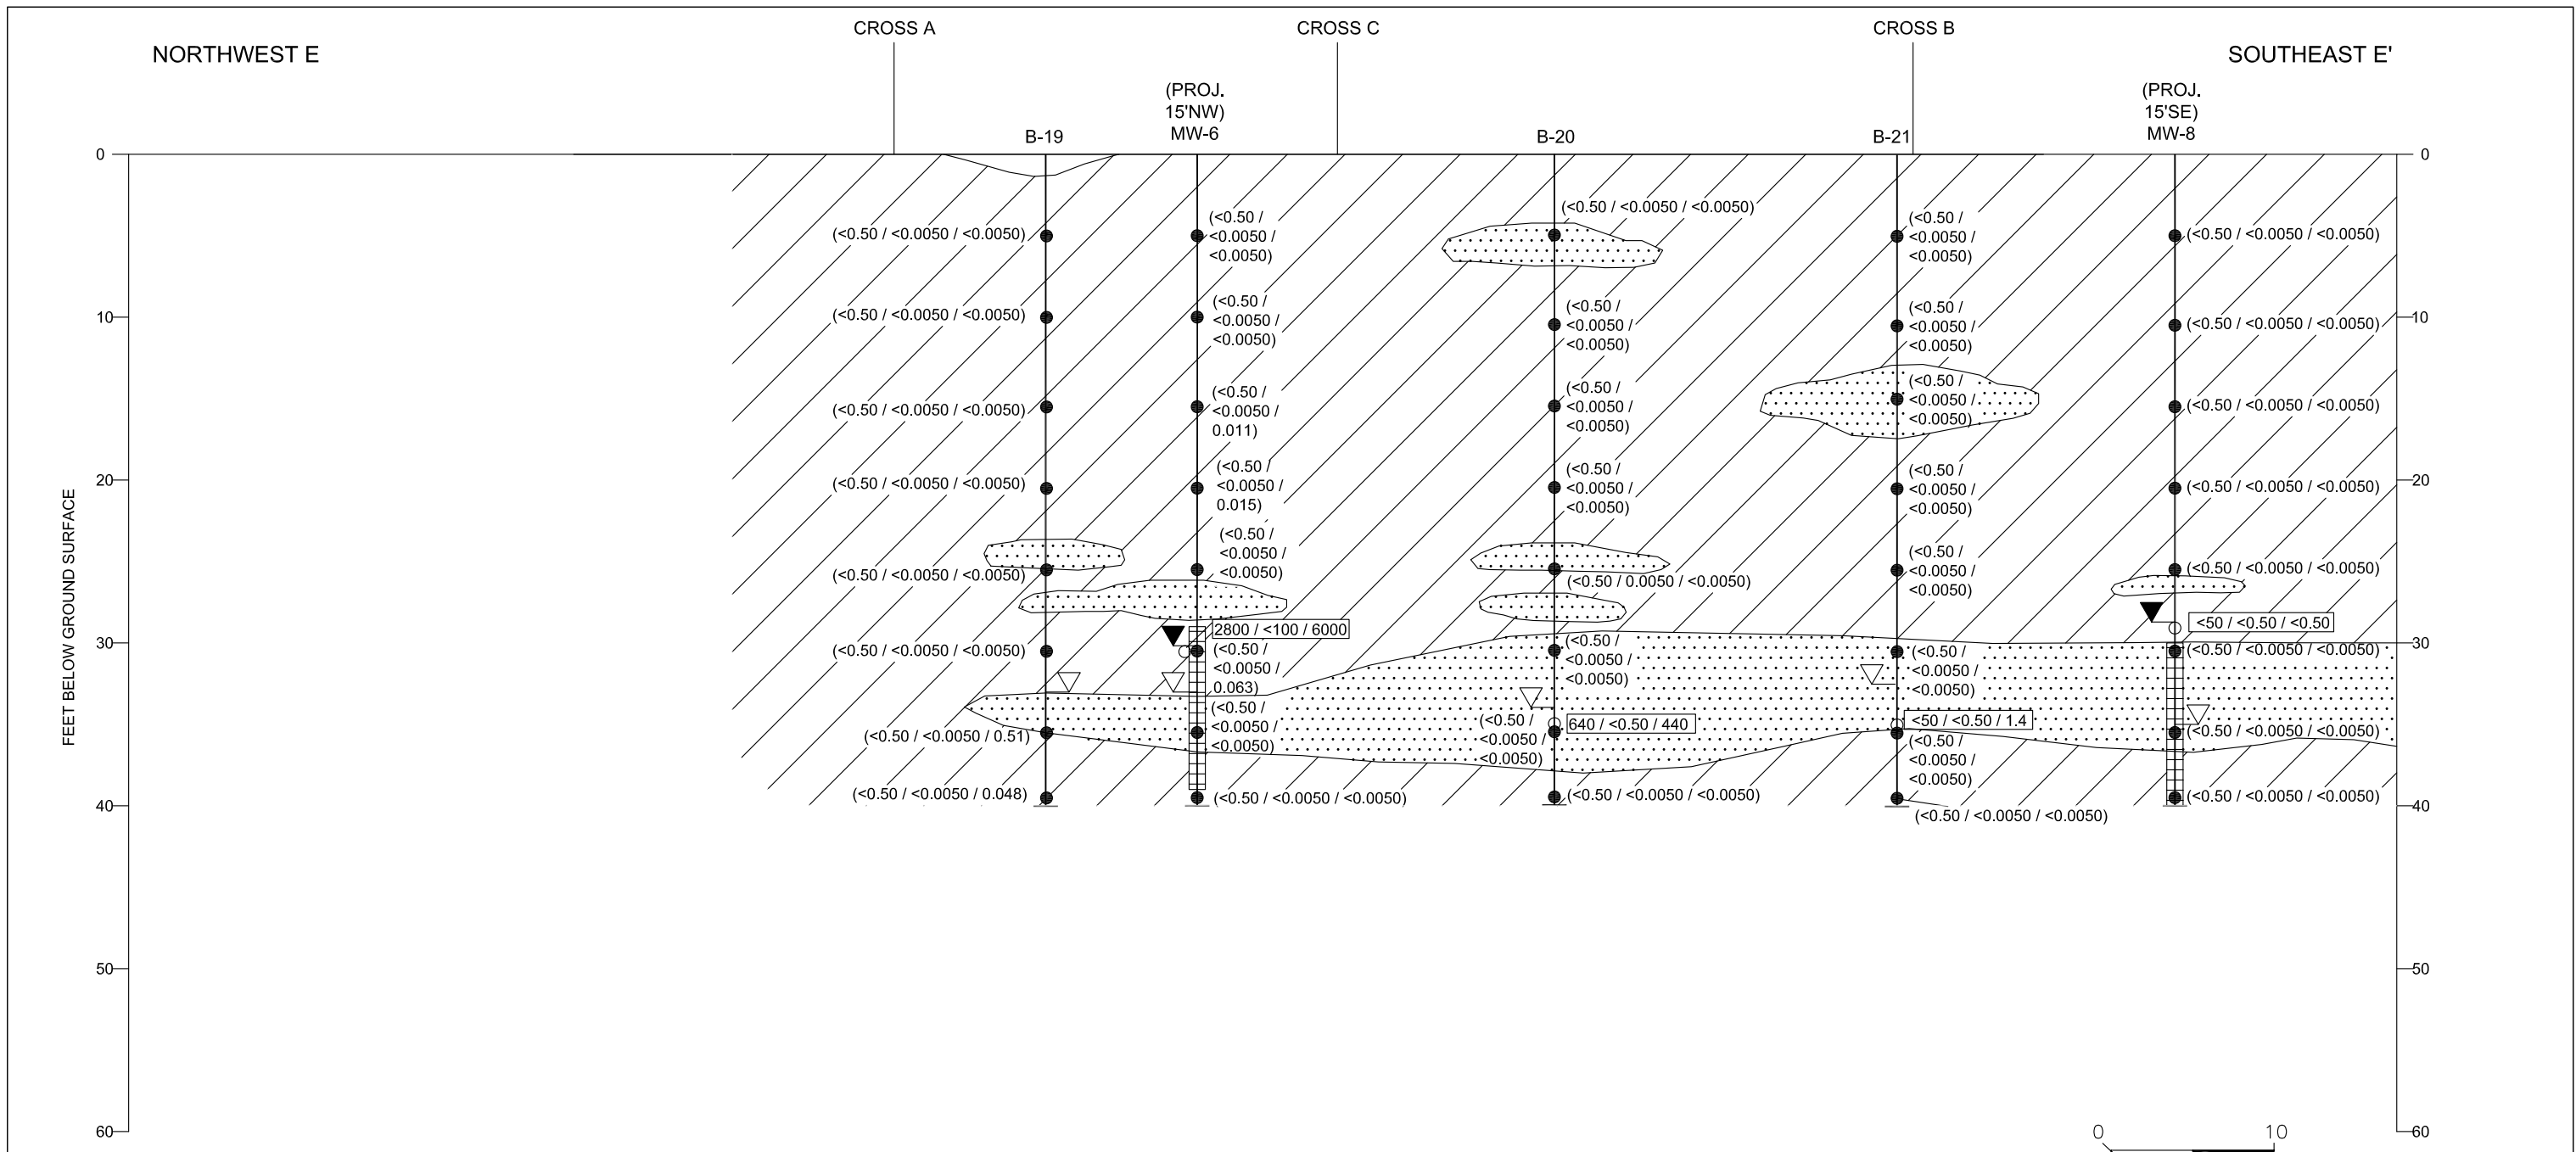 CROSS A
CROSS C
CROSS B
NORTHWEST E
SOUTHEAST E'
(PROJ.
15'NW)
MW-6
(PROJ.
15'SE)
MW-8
B-19
B-20
B-21
FEET BELOW GROUND SURFACE
0
10
20
30
40
50
60
(<0.50 / <0.0050 / <0.0050)
(<0.50 / <0.0050 / <0.0050)
(<0.50 / <0.0050 / <0.0050)
(<0.50 / <0.0050 / <0.0050)
(<0.50 / <0.0050 / <0.0050)
(<0.50 / <0.0050 / <0.0050)
(<0.50 / <0.0050 / 0.51)
(<0.50 / <0.0050 / 0.048)
(<0.50 /
<0.0050 /
<0.0050)
(<0.50 /
<0.0050 /
<0.0050)
(<0.50 /
<0.0050 /
0.011)
(<0.50 /
<0.0050 /
0.015)
(<0.50 /
<0.0050 /
<0.0050)
2800 / <100 / 6000
(<0.50 /
<0.0050 /
0.063)
(<0.50 /
<0.0050 /
<0.0050)
(<0.50 / <0.0050 / <0.0050)
(<0.50 / <0.0050 / <0.0050)
(<0.50 /
<0.0050 /
<0.0050)
(<0.50 /
<0.0050 /
<0.0050)
(<0.50 /
<0.0050 /
<0.0050)
(<0.50 / 0.0050 / <0.0050)
(<0.50 /
<0.0050 /
<0.0050)
640 / <0.50 / 440
(<0.50 /
<0.0050 /
<0.0050)
(<0.50 / <0.0050 / <0.0050)
(<0.50 /
<0.0050 /
<0.0050)
(<0.50 /
<0.0050 /
<0.0050)
(<0.50 /
<0.0050 /
<0.0050)
(<0.50 /
<0.0050 /
<0.0050)
(<0.50 /
<0.0050 /
<0.0050)
(<0.50 /
<0.0050 /
<0.0050)
<50 / <0.50 / 1.4
(<0.50 /
<0.0050 /
<0.0050)
(<0.50 / <0.0050 / <0.0050)
(<0.50 / <0.0050 / <0.0050)
(<0.50 / <0.0050 / <0.0050)
(<0.50 / <0.0050 / <0.0050)
(<0.50 / <0.0050 / <0.0050)
(<0.50 / <0.0050 / <0.0050)
<50 / <0.50 / <0.50
(<0.50 / <0.0050 / <0.0050)
(<0.50 / <0.0050 / <0.0050)
(<0.50 / <0.0050 / <0.0050)
0
10
20
30
40
50
60
0 10